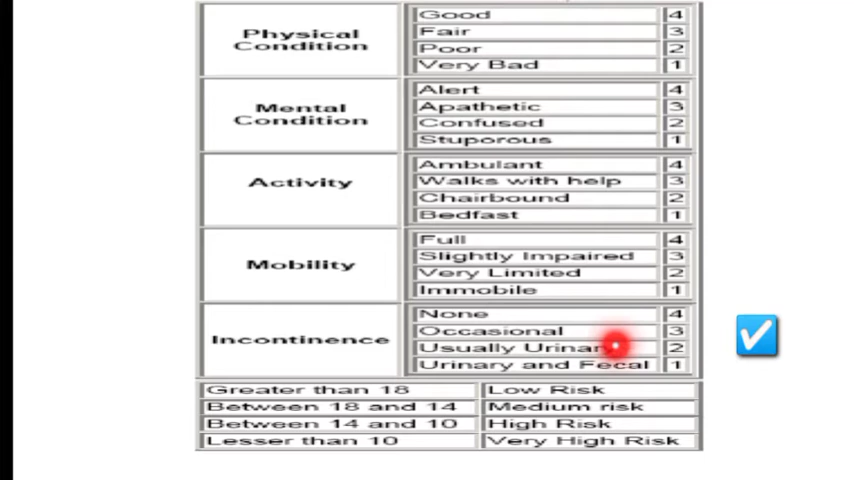 Physical
Condition
Good 4
Fair 3
Poor 2
Very Bad 1
Mental
Condition
Alert 4
Apathetic 3
Confused 2
Stuporous 1
Activity
Ambulant 4
Walks with help 3
Chairbound 2
Bedfast 1
Mobility
Full 4
Slightly Impaired 3
Very Limited 2
Immobile 1
Incontinence
None 4
Occasional 3
Usually Urinary 2
Urinary and Fecal 1
Greater than 18 Low Risk
Between 18 and 14 Medium risk
Between 14 and 10 High Risk
Lesser than 10 Very High Risk